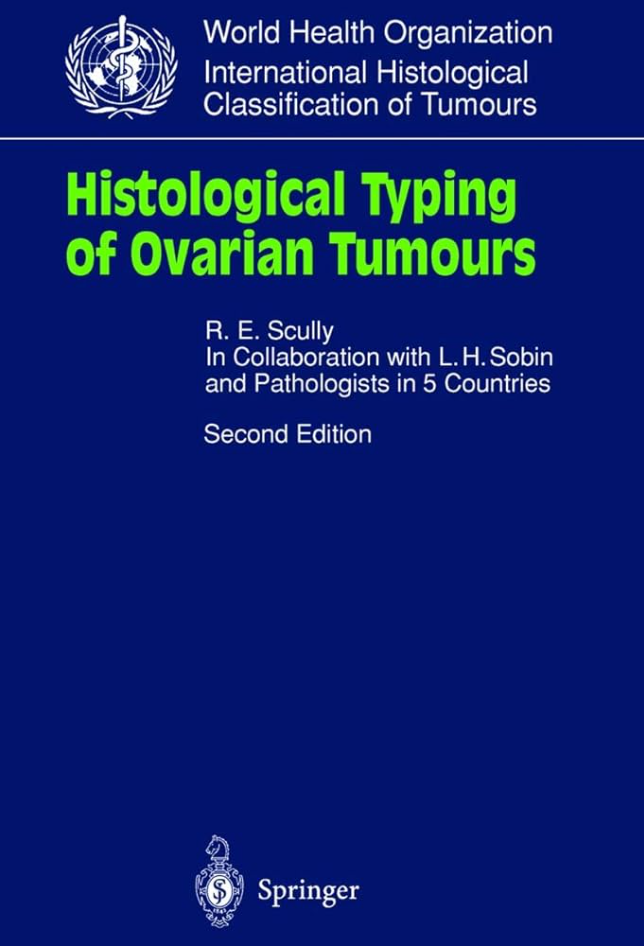 World Health Organization
International Histological
Classification of Tumours
Histological Typing
of Ovarian Tumours
R. E. Scully
In Collaboration with L. H. Sobin
and Pathologists in 5 Countries
Second Edition
Springer